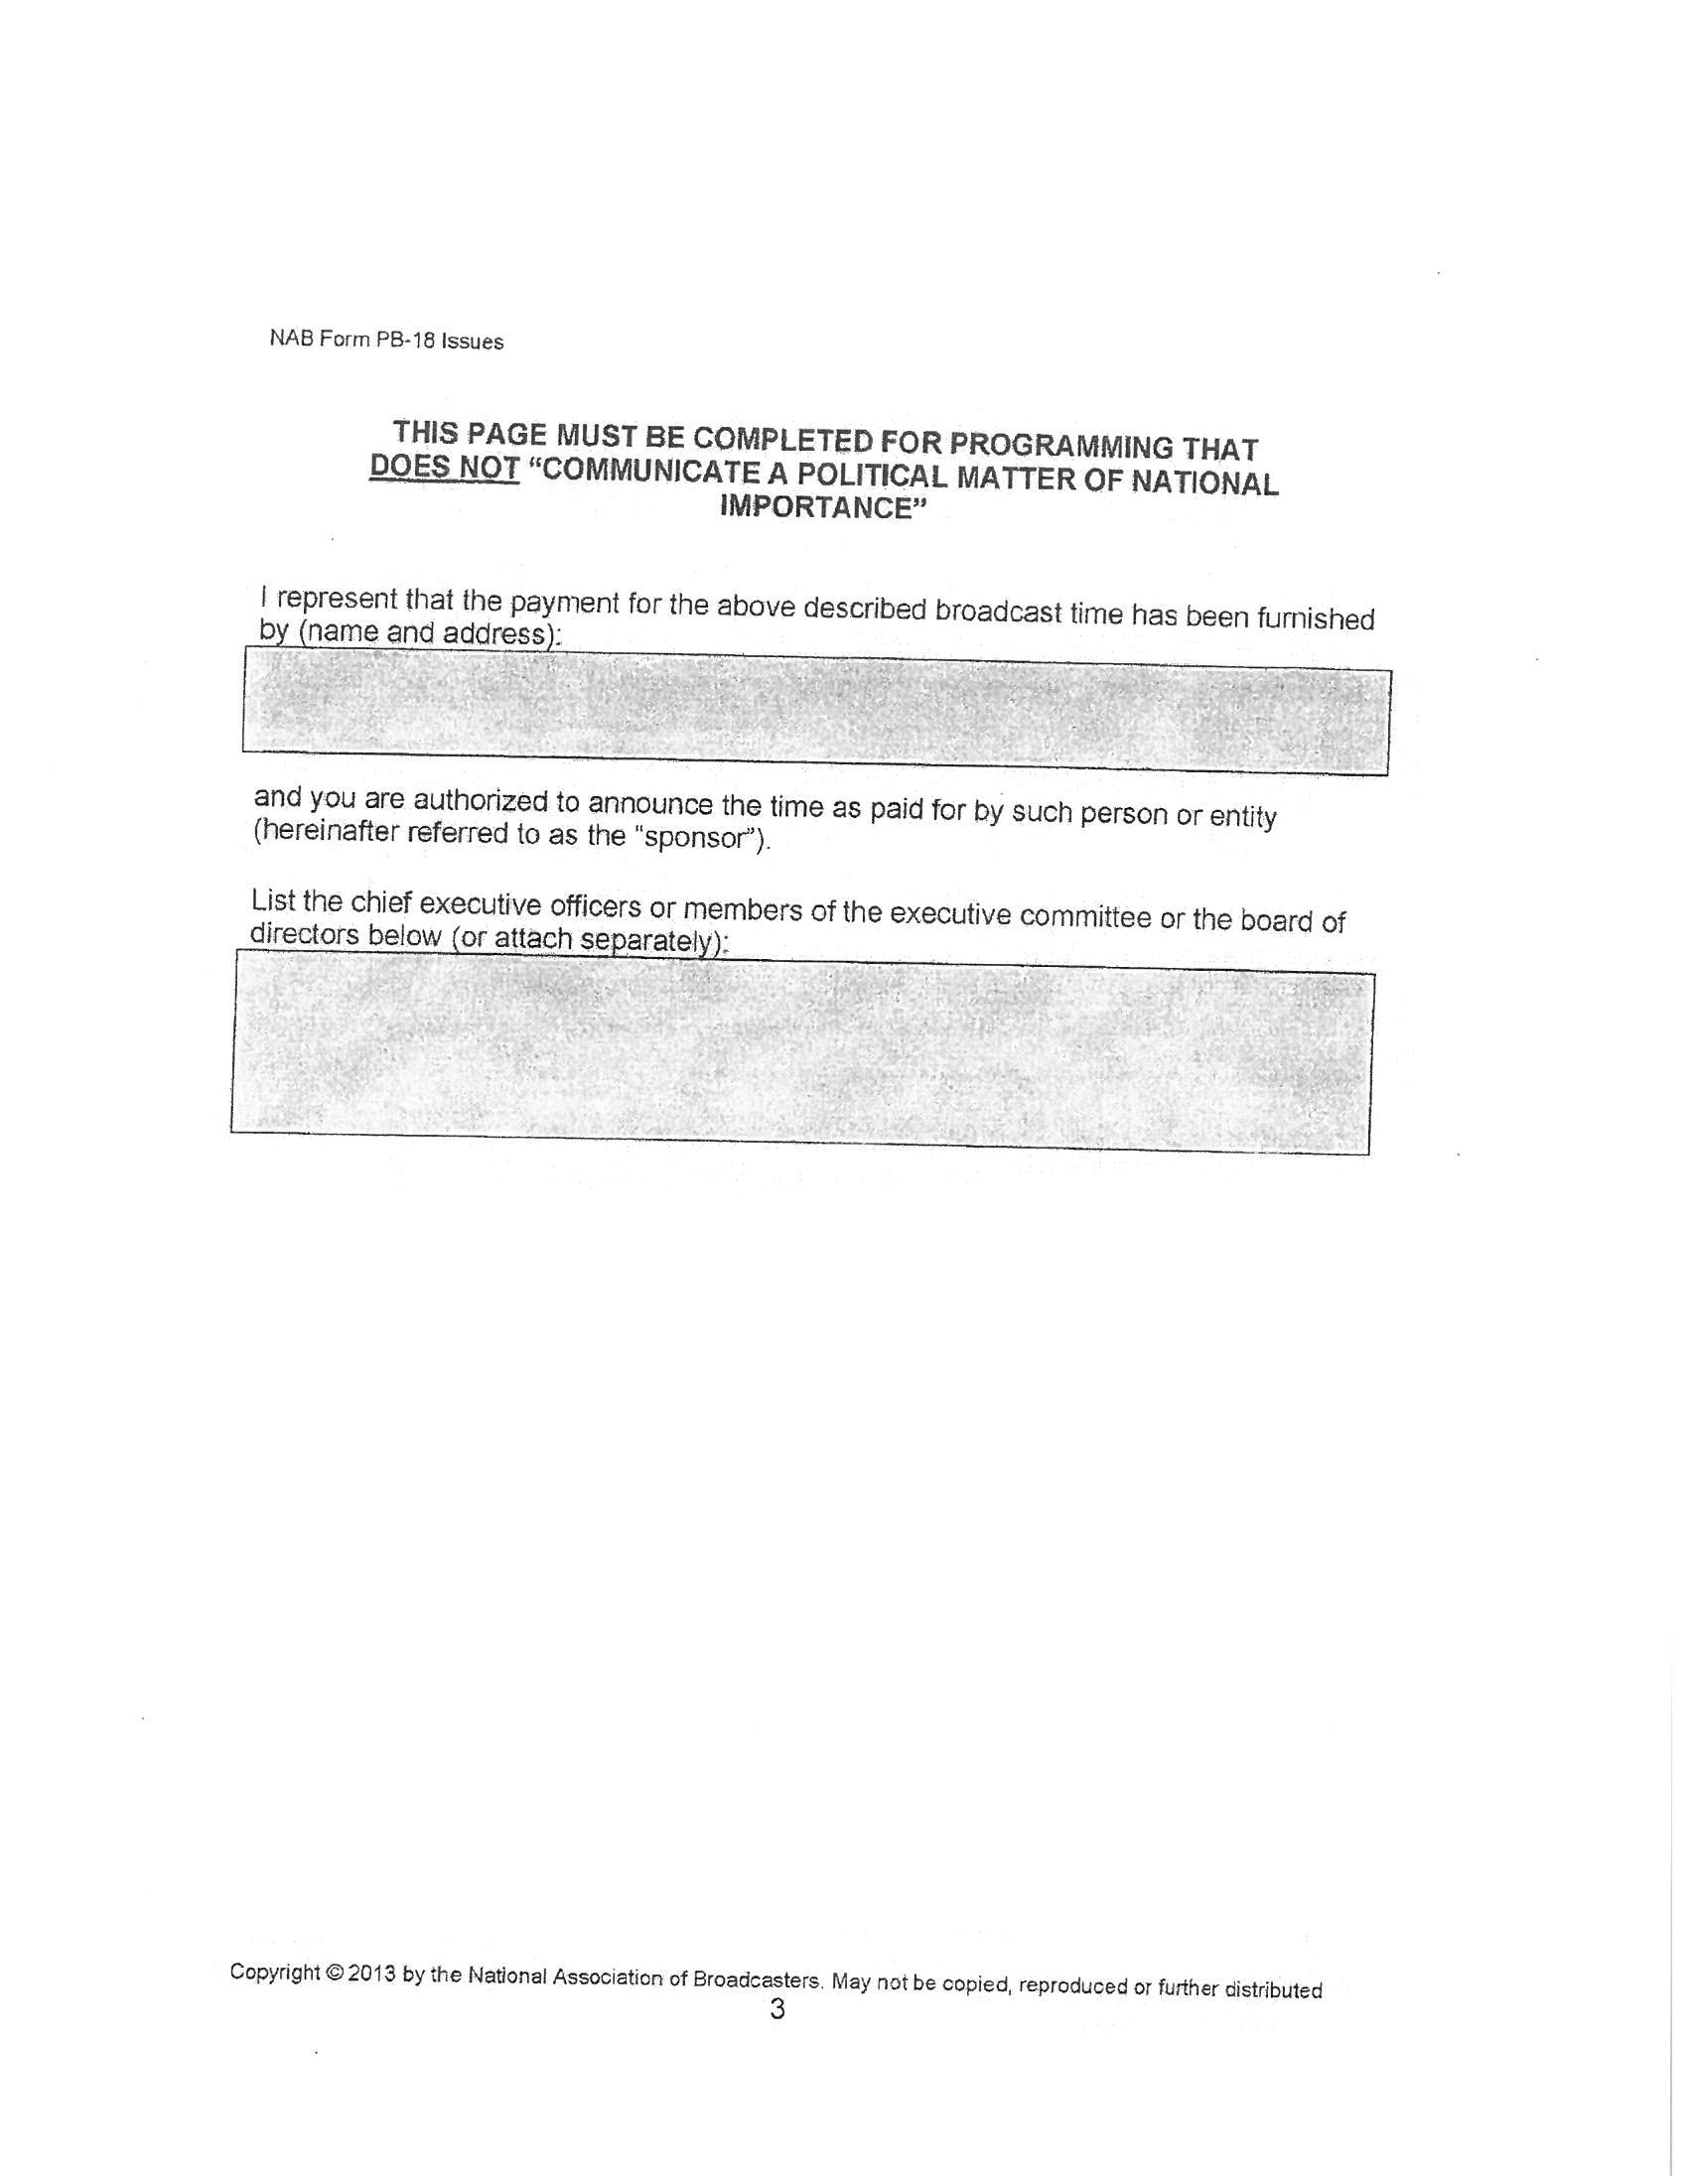 NAB Form PB-18 Issues
THIS PAGE MUST BE COMPLETED FOR PROGRAMMING THAT
DOES NOT “COMMUNICATE A POLITICAL MATTER OF NATIONAL
IMPORTANCE”
I represent that the payment for the above described broadcast time has been furnished
by (name and address):
and you are authorized to announce the time as paid for by such person or entity
(hereinafter referred to as the "sponsor").
List the chief executive officers or members of the executive committee or the board of
directors below (or attach separately):
Copyright © 2013 by the National Association of Broadcasters. May not be copied, reproduced or further distributed
3